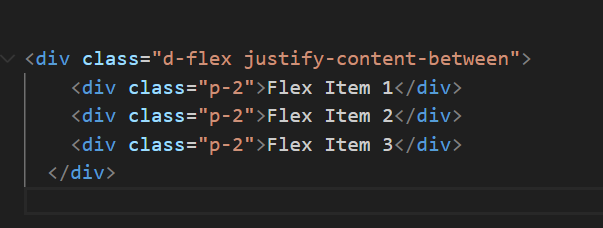 <div class="d-flex justify-content-between">
<div class="p-2">Flex Item 1</div>
<div class="p-2">Flex Item 2</div>
<div class="p-2">Flex Item 3</div>
</div>